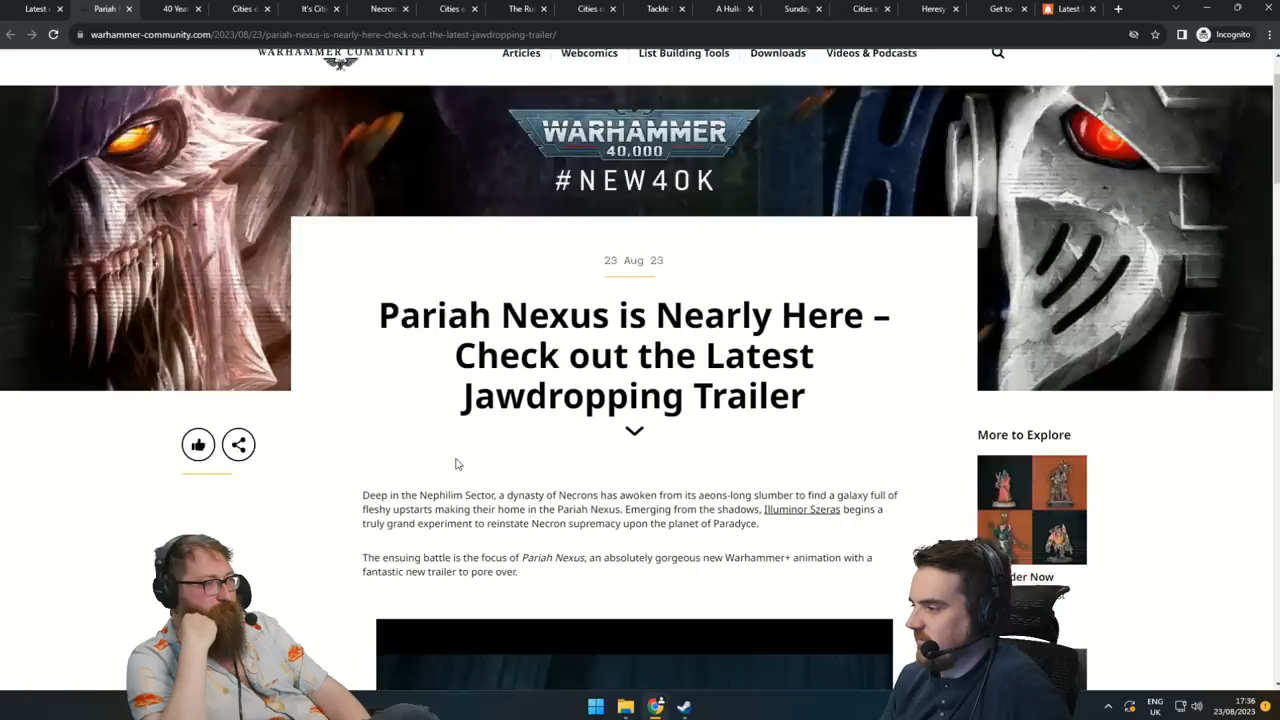 Latest
Pariah
40 Yea
Cities
It's Citi
Necron
Cities o
The Ru
Cities o
Tackle
A Hullo
Sunday
Cities o
Heresy
Get to
Latest
warhammer-community.com/2023/08/23/pariah-nexus-is-nearly-here-check-out-the-latest-jawdropping-trailer/
Incognito
WARHAMMER COMMUNITY
Articles
Webcomics
List Building Tools
Downloads
Videos & Podcasts
WARHAMMER
40,000
#NEW40K
23 Aug 23
Pariah Nexus is Nearly Here –
Check out the Latest
Jawdropping Trailer
More to Explore
Deep in the Nephilim Sector, a dynasty of Necrons has awoken from its aeons-long slumber to find a galaxy full of
fleshy upstarts making their home in the Pariah Nexus. Emerging from the shadows, Illuminor Szeras begins a
truly grand experiment to reinstate Necron supremacy upon the planet of Paradyce.
The ensuing battle is the focus of Pariah Nexus, an absolutely gorgeous new Warhammer+ animation with a
fantastic new trailer to pore over.
der Now
ENG
UK
17:36
23/08/2023